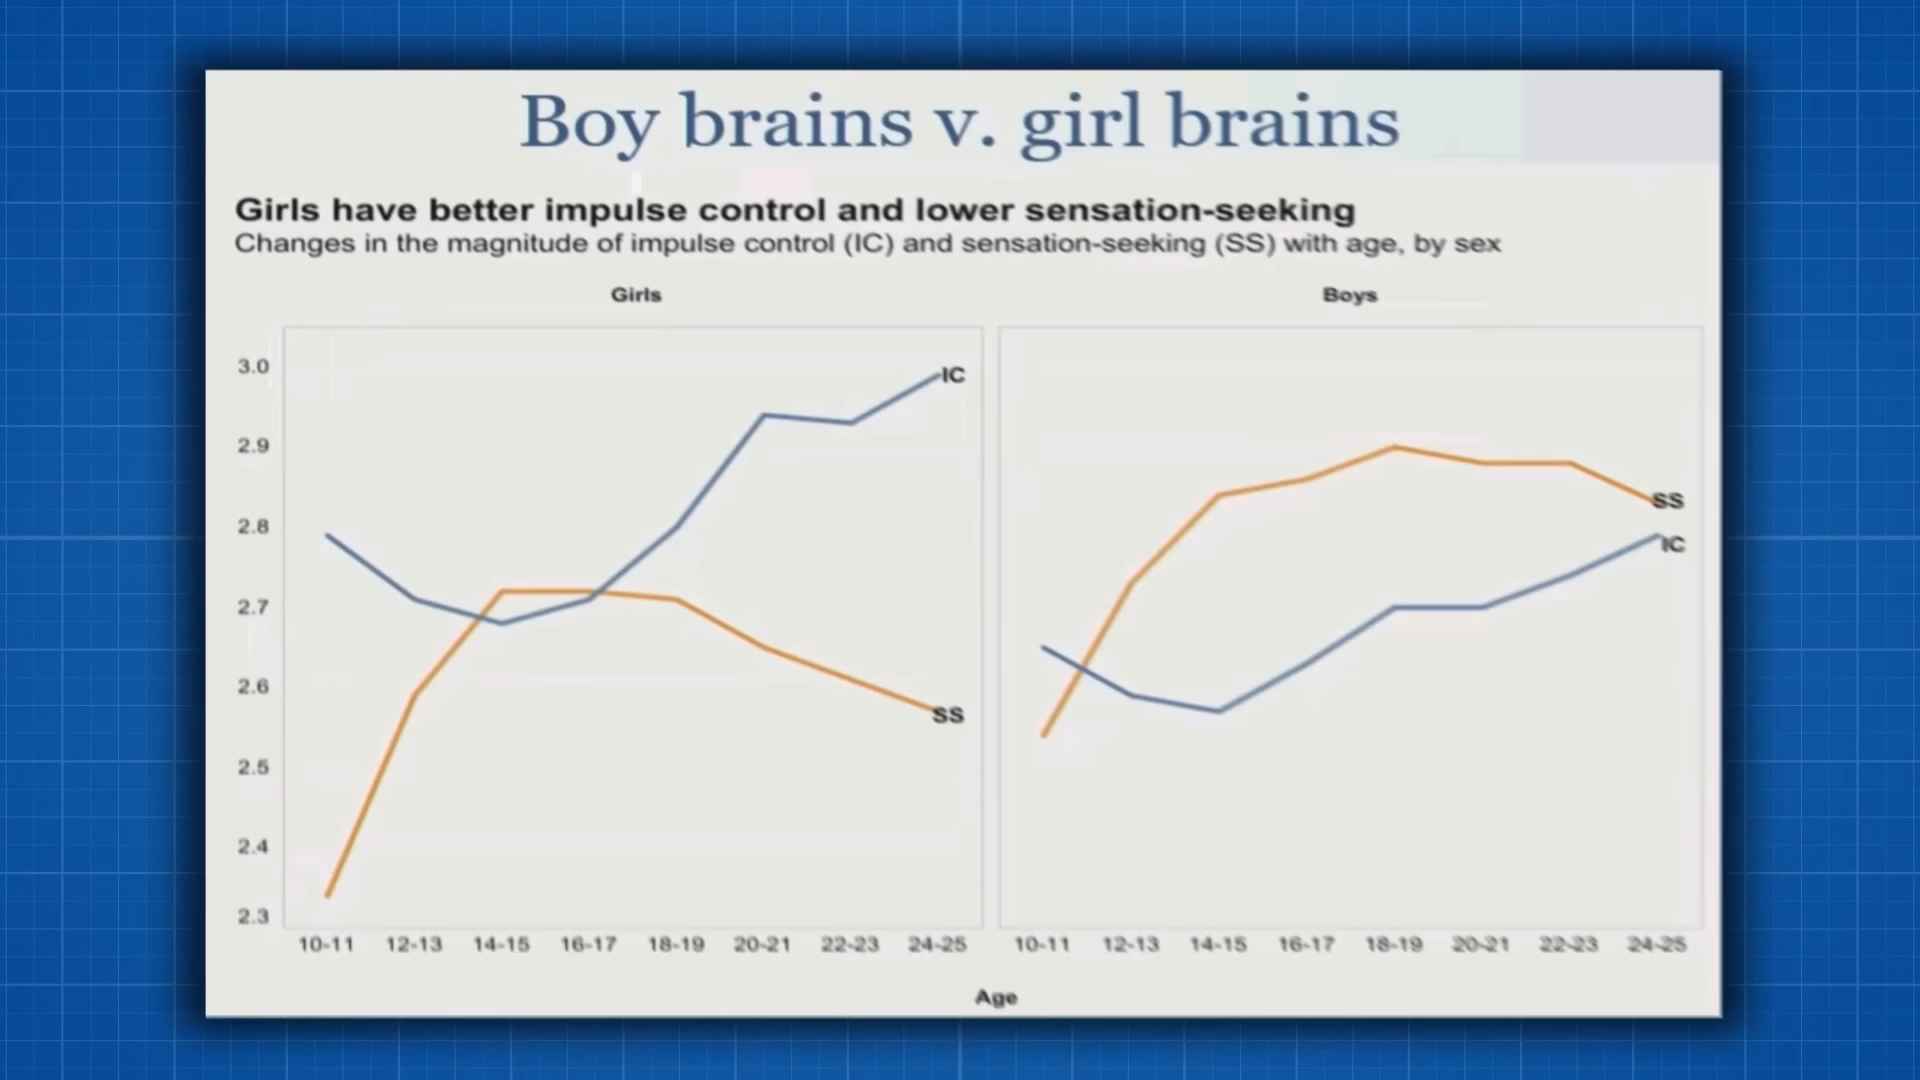 Boy brains v. girl brains
Girls have better impulse control and lower sensation-seeking
Changes in the magnitude of impulse control (IC) and sensation-seeking (SS) with age, by sex
Girls
Boys
3.0
2.9
2.8
2.7
2.6
2.5
2.4
2.3
IC
SS
SS
IC
10-11 12-13 14-15 16-17 18-19 20-21 22-23 24-25
10-11 12-13 14-15 16-17 18-19 20-21 22-23 24-25
Age